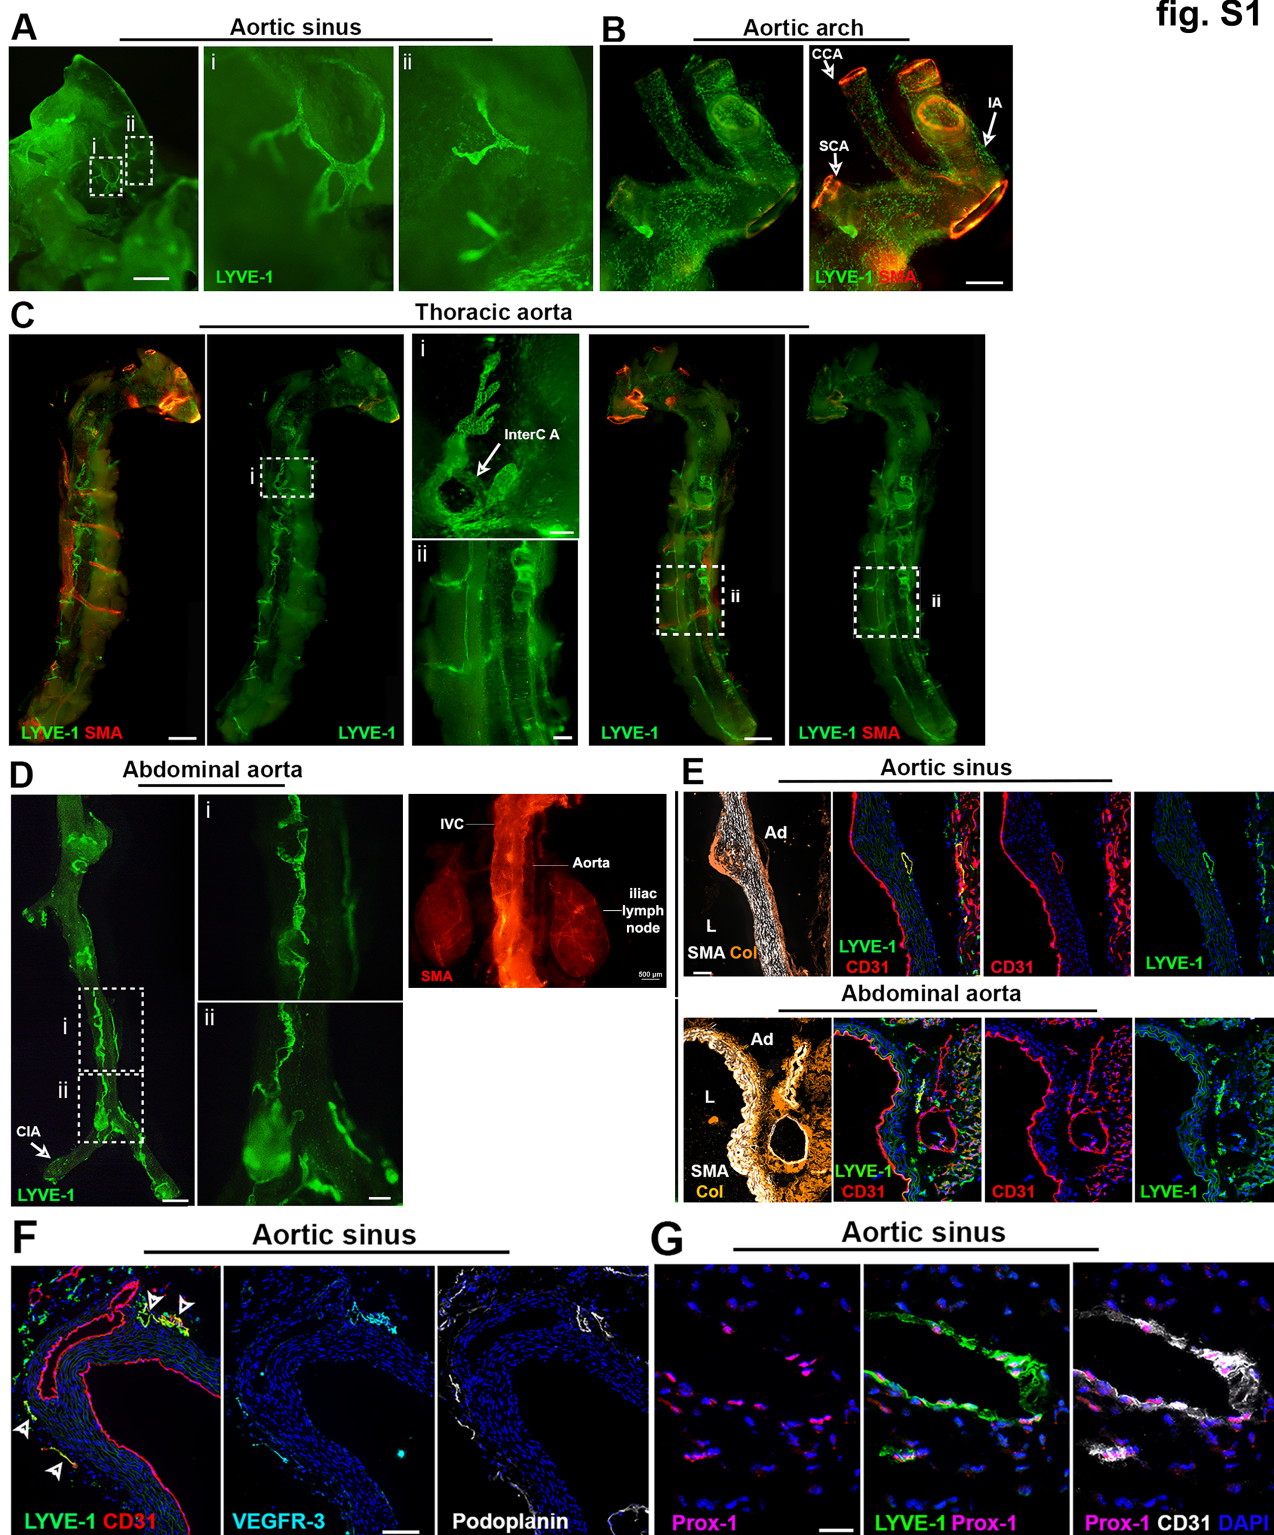 fig. S1
A
Aortic sinus
i
ii
i
ii
LYVE-1
B
Aortic arch
CCA
IA
SCA
LYVE-1 SMA
C
Thoracic aorta
i
LYVE-1 SMA
LYVE-1
i
InterC A
ii
ii
LYVE-1
ii
LYVE-1 SMA
D
Abdominal aorta
i
ii
CIA
LYVE-1
i
ii
IVC
Aorta
iliac
lymph
node
SMA
500 µm
E
Aortic sinus
Ad
L
SMA Col
LYVE-1
CD31
CD31
LYVE-1
Abdominal aorta
Ad
L
SMA
Col
LYVE-1
CD31
CD31
LYVE-1
F
Aortic sinus
LYVE-1 CD31
VEGFR-3
Podoplanin
G
Aortic sinus
Prox-1
LYVE-1 Prox-1
Prox-1 CD31 DAPI